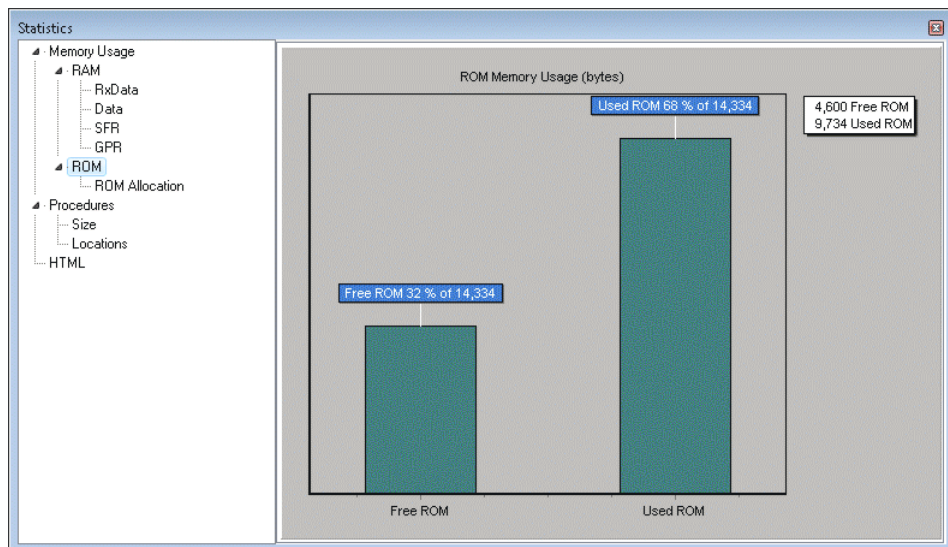 Statistics
Memory Usage
RAM
RxData
Data
SFR
GPR
ROM
ROM Allocation
Procedures
Size
Locations
HTML
ROM Memory Usage (bytes)
Used ROM 68 % of 14,334
4,600 Free ROM
9,734 Used ROM
Free ROM 32 % of 14,334
Free ROM
Used ROM